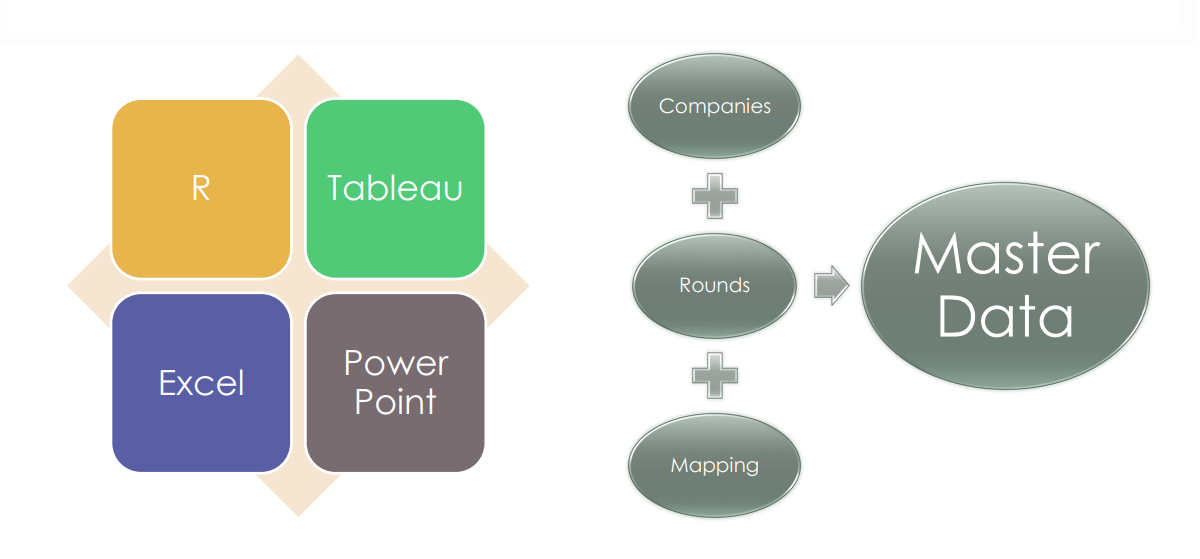 R
Tableau
Excel
Power
Point
Companies
Rounds
Mapping
Master
Data